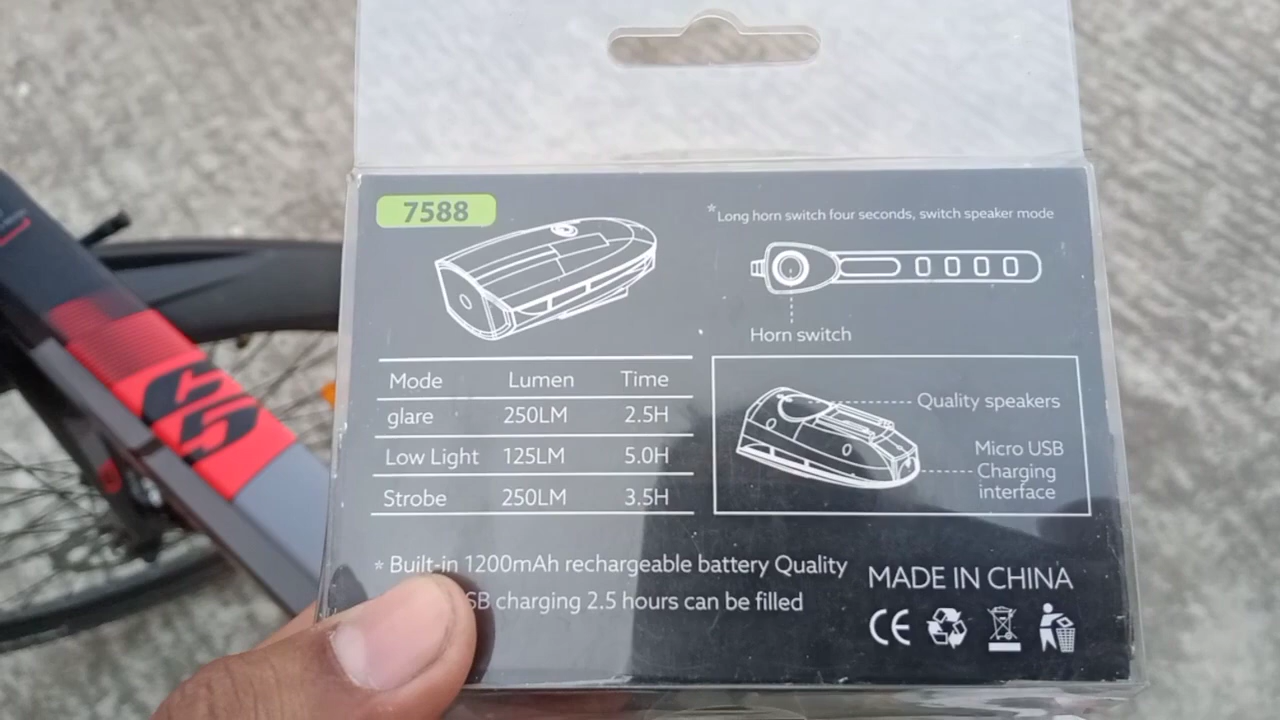 7588
*Long horn switch four seconds, switch speaker mode
Horn switch
Mode Lumen Time
glare 250LM 2.5H
Low Light 125LM 5.0H
Strobe 250LM 3.5H
Quality speakers
Micro USB
Charging
interface
* Built-in 1200mAh rechargeable battery Quality
charging 2.5 hours can be filled
MADE IN CHINA
CE